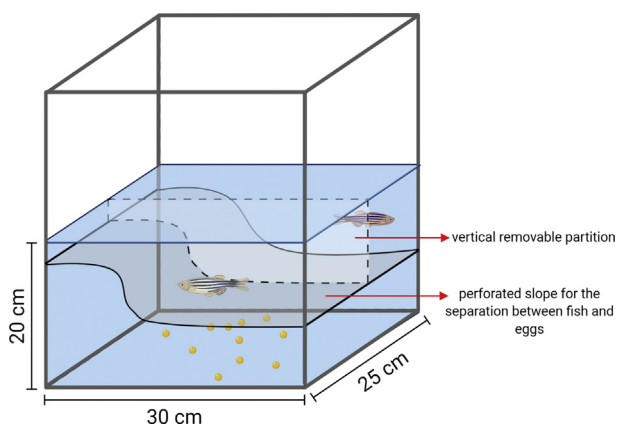 vertical removable partition
perforated slope for the
separation between fish and
eggs
20 cm
25 cm
30 cm